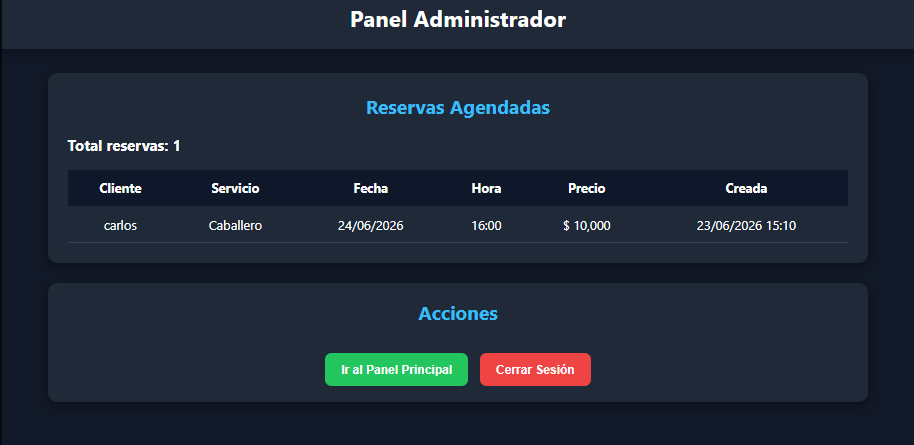 Panel Administrador
Reservas Agendadas
Total reservas: 1
Cliente Servicio Fecha Hora Precio Creada
carlos Caballero 24/06/2026 16:00 $ 10,000 23/06/2026 15:10
Acciones
Ir al Panel Principal Cerrar Sesión